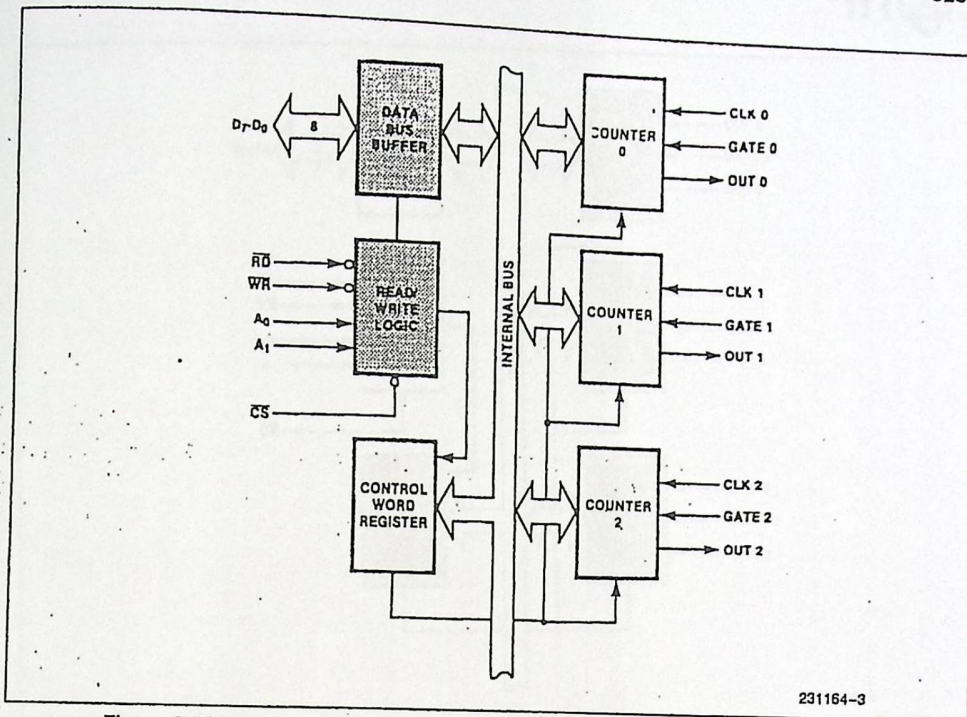 DATA
BUS
BUFFER
D7-D0
8
COUNTER
0
CLK 0
GATE 0
OUT 0
RD
WR
A0
A1
READ/
WRITE
LOGIC
CS
INTERNAL BUS
COUNTER
1
CLK 1
GATE 1
OUT 1
CONTROL
WORD
REGISTER
COUNTER
2
CLK 2
GATE 2
OUT 2
231164-3